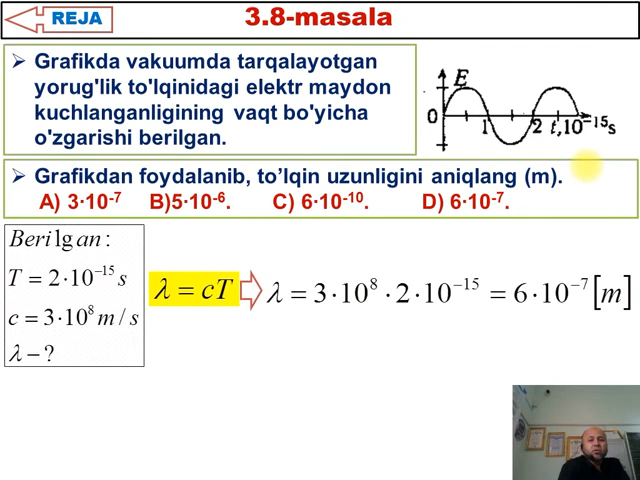 REJA
3.8-masala
➢ Grafikda vakuumda tarqalayotgan
yorug'lik to'lqinidagi elektr maydon
kuchlanganligining vaqt bo'yicha
o'zgarishi berilgan.
E
0
1
2 t,10⁻¹⁵s
➢ Grafikdan foydalanib, to'lqin uzunligini aniqlang (m).
A) 3·10⁻⁷ B)5·10⁻⁶. C) 6·10⁻¹⁰. D) 6·10⁻⁷.
Berilgan:
T = 2·10⁻¹⁵ s
c = 3·10⁸ m/s
λ – ?
λ = cT
λ = 3·10⁸ · 2·10⁻¹⁵ = 6·10⁻⁷ [m]